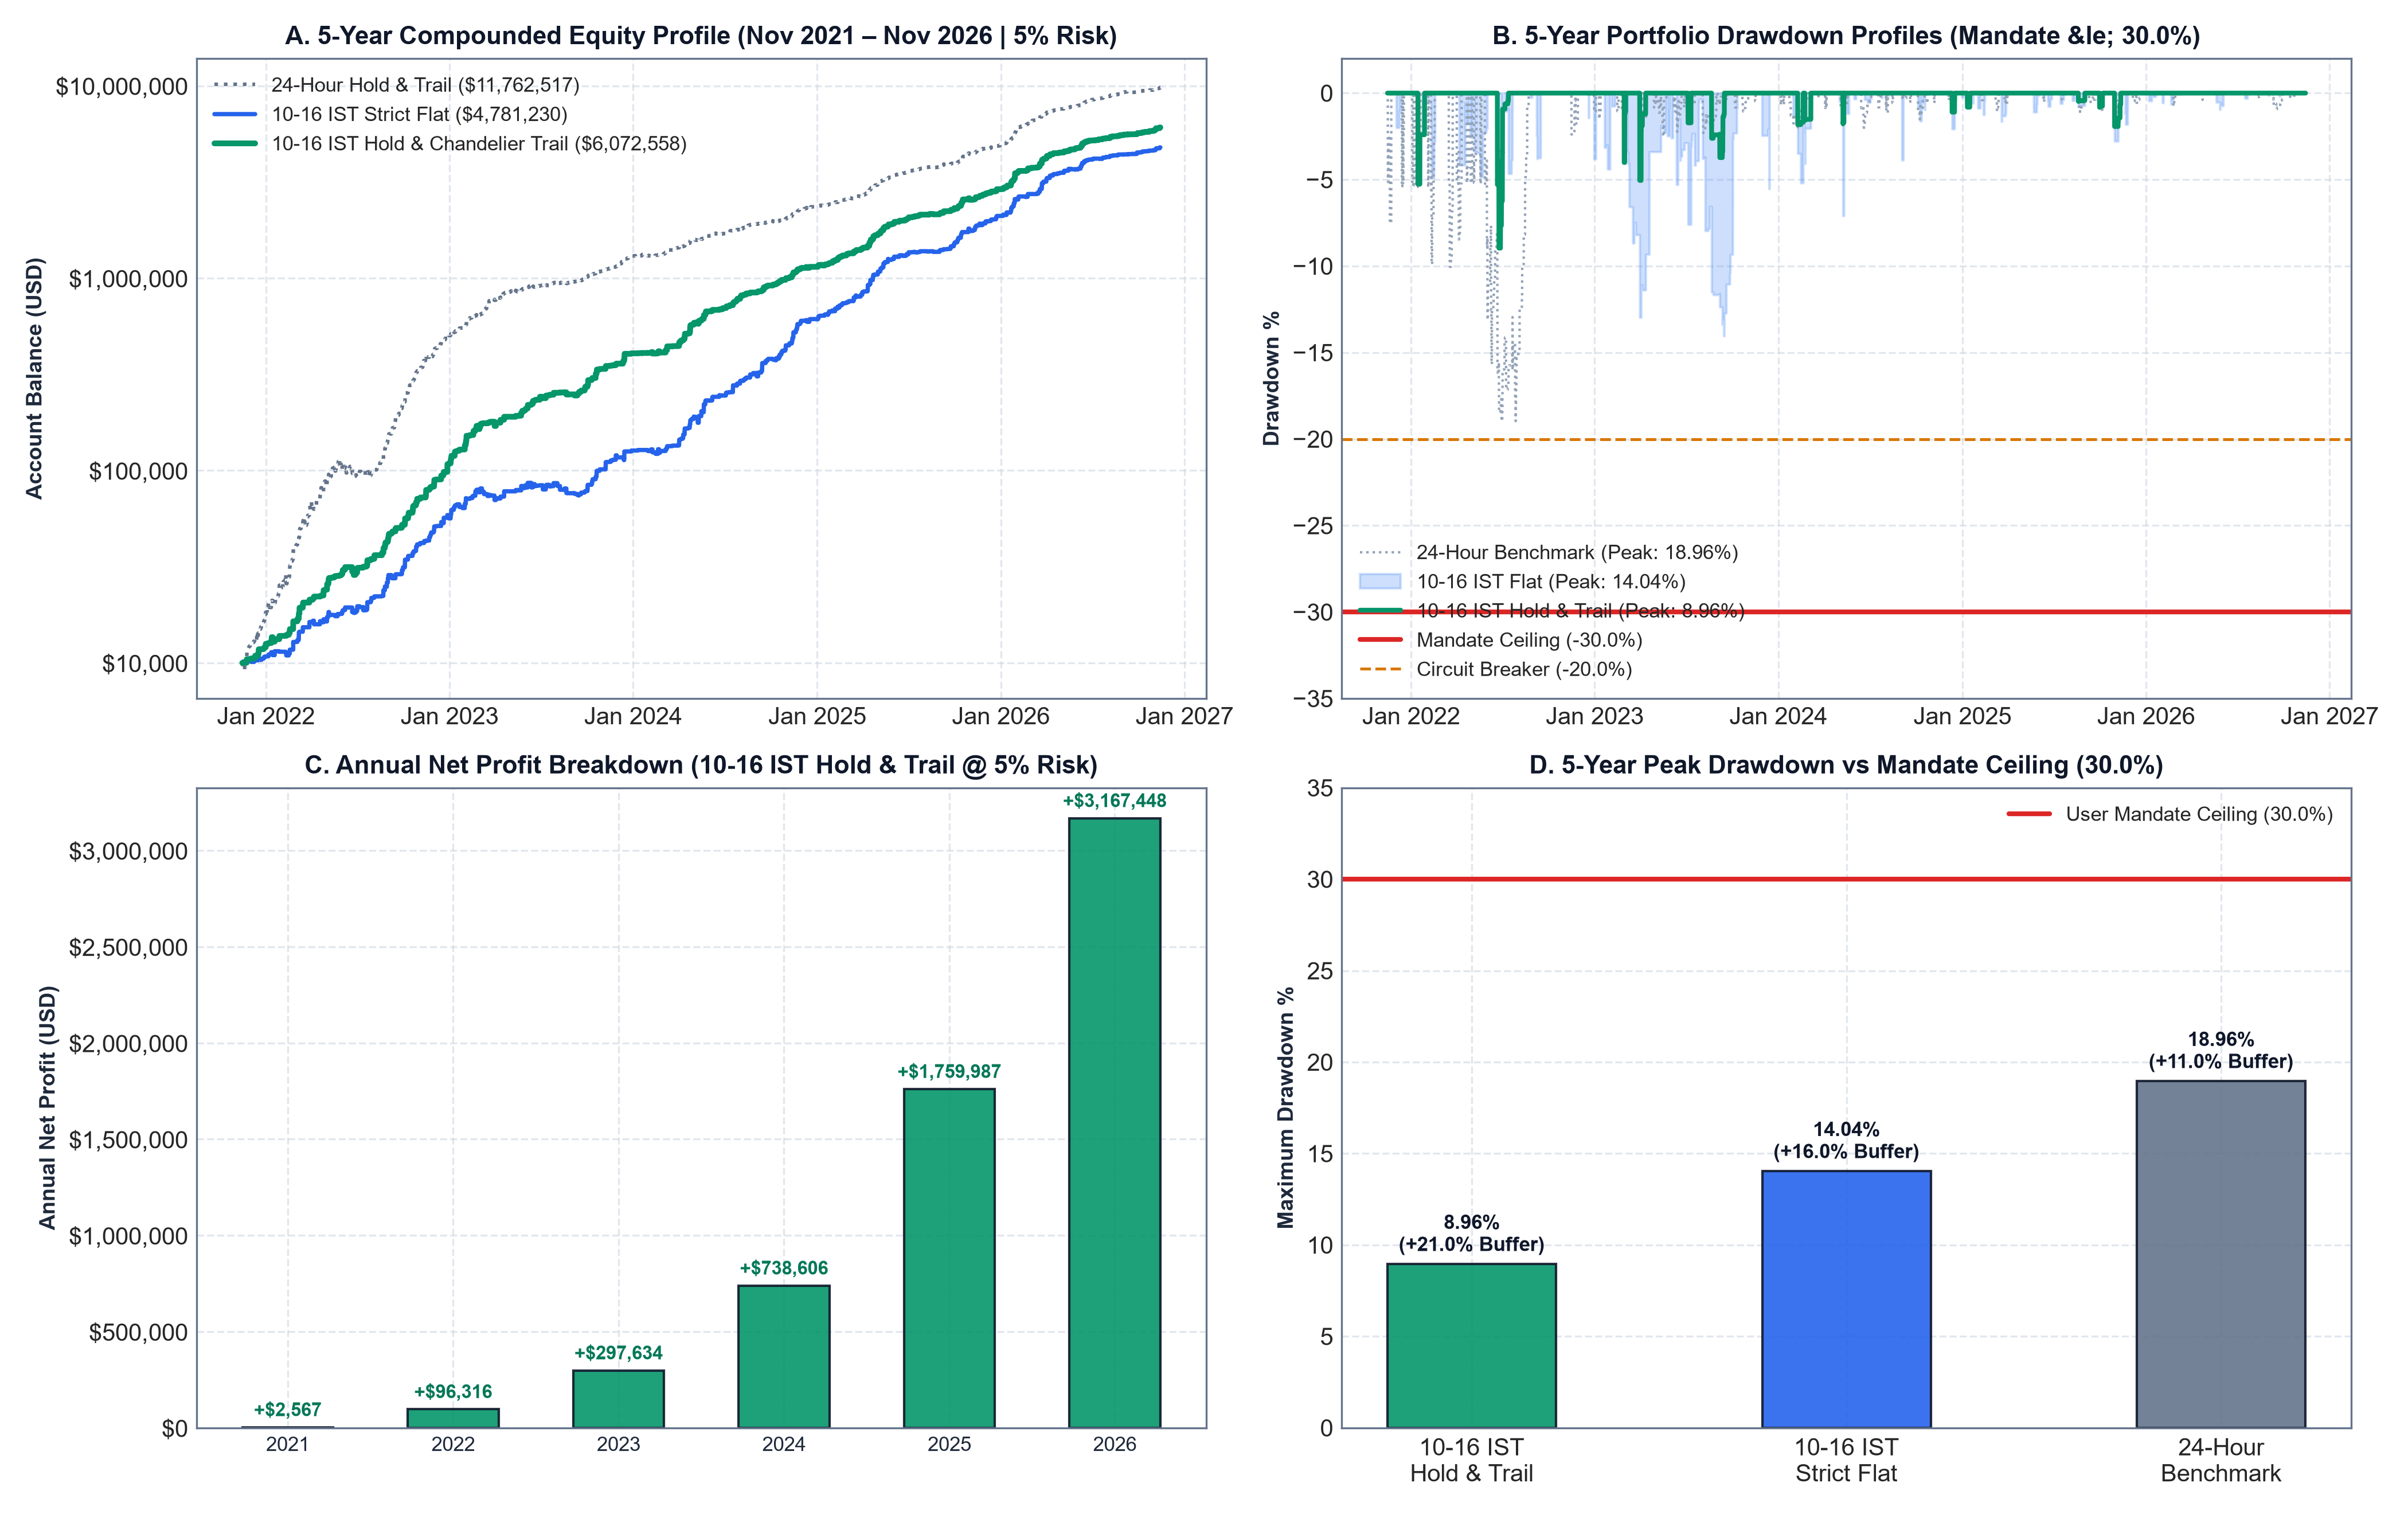 A. 5-Year Compounded Equity Profile (Nov 2021 – Nov 2026 | 5% Risk)
Account Balance (USD)
$10,000,000
$1,000,000
$100,000
$10,000
24-Hour Hold & Trail ($11,762,517)
10-16 IST Strict Flat ($4,781,230)
10-16 IST Hold & Chandelier Trail ($6,072,558)
Jan 2022
Jan 2023
Jan 2024
Jan 2025
Jan 2026
Jan 2027
B. 5-Year Portfolio Drawdown Profiles (Mandate &le; 30.0%)
Drawdown %
0
−5
−10
−15
−20
−25
−30
−35
24-Hour Benchmark (Peak: 18.96%)
10-16 IST Flat (Peak: 14.04%)
10-16 IST Hold & Trail (Peak: 8.96%)
Mandate Ceiling (-30.0%)
Circuit Breaker (-20.0%)
Jan 2022
Jan 2023
Jan 2024
Jan 2025
Jan 2026
Jan 2027
C. Annual Net Profit Breakdown (10-16 IST Hold & Trail @ 5% Risk)
Annual Net Profit (USD)
$3,000,000
$2,500,000
$2,000,000
$1,500,000
$1,000,000
$500,000
$0
+$2,567
+$96,316
+$297,634
+$738,606
+$1,759,987
+$3,167,448
2021
2022
2023
2024
2025
2026
D. 5-Year Peak Drawdown vs Mandate Ceiling (30.0%)
Maximum Drawdown %
35
30
25
20
15
10
5
0
User Mandate Ceiling (30.0%)
8.96%
(+21.0% Buffer)
14.04%
(+16.0% Buffer)
18.96%
(+11.0% Buffer)
10-16 IST
Hold & Trail
10-16 IST
Strict Flat
24-Hour
Benchmark